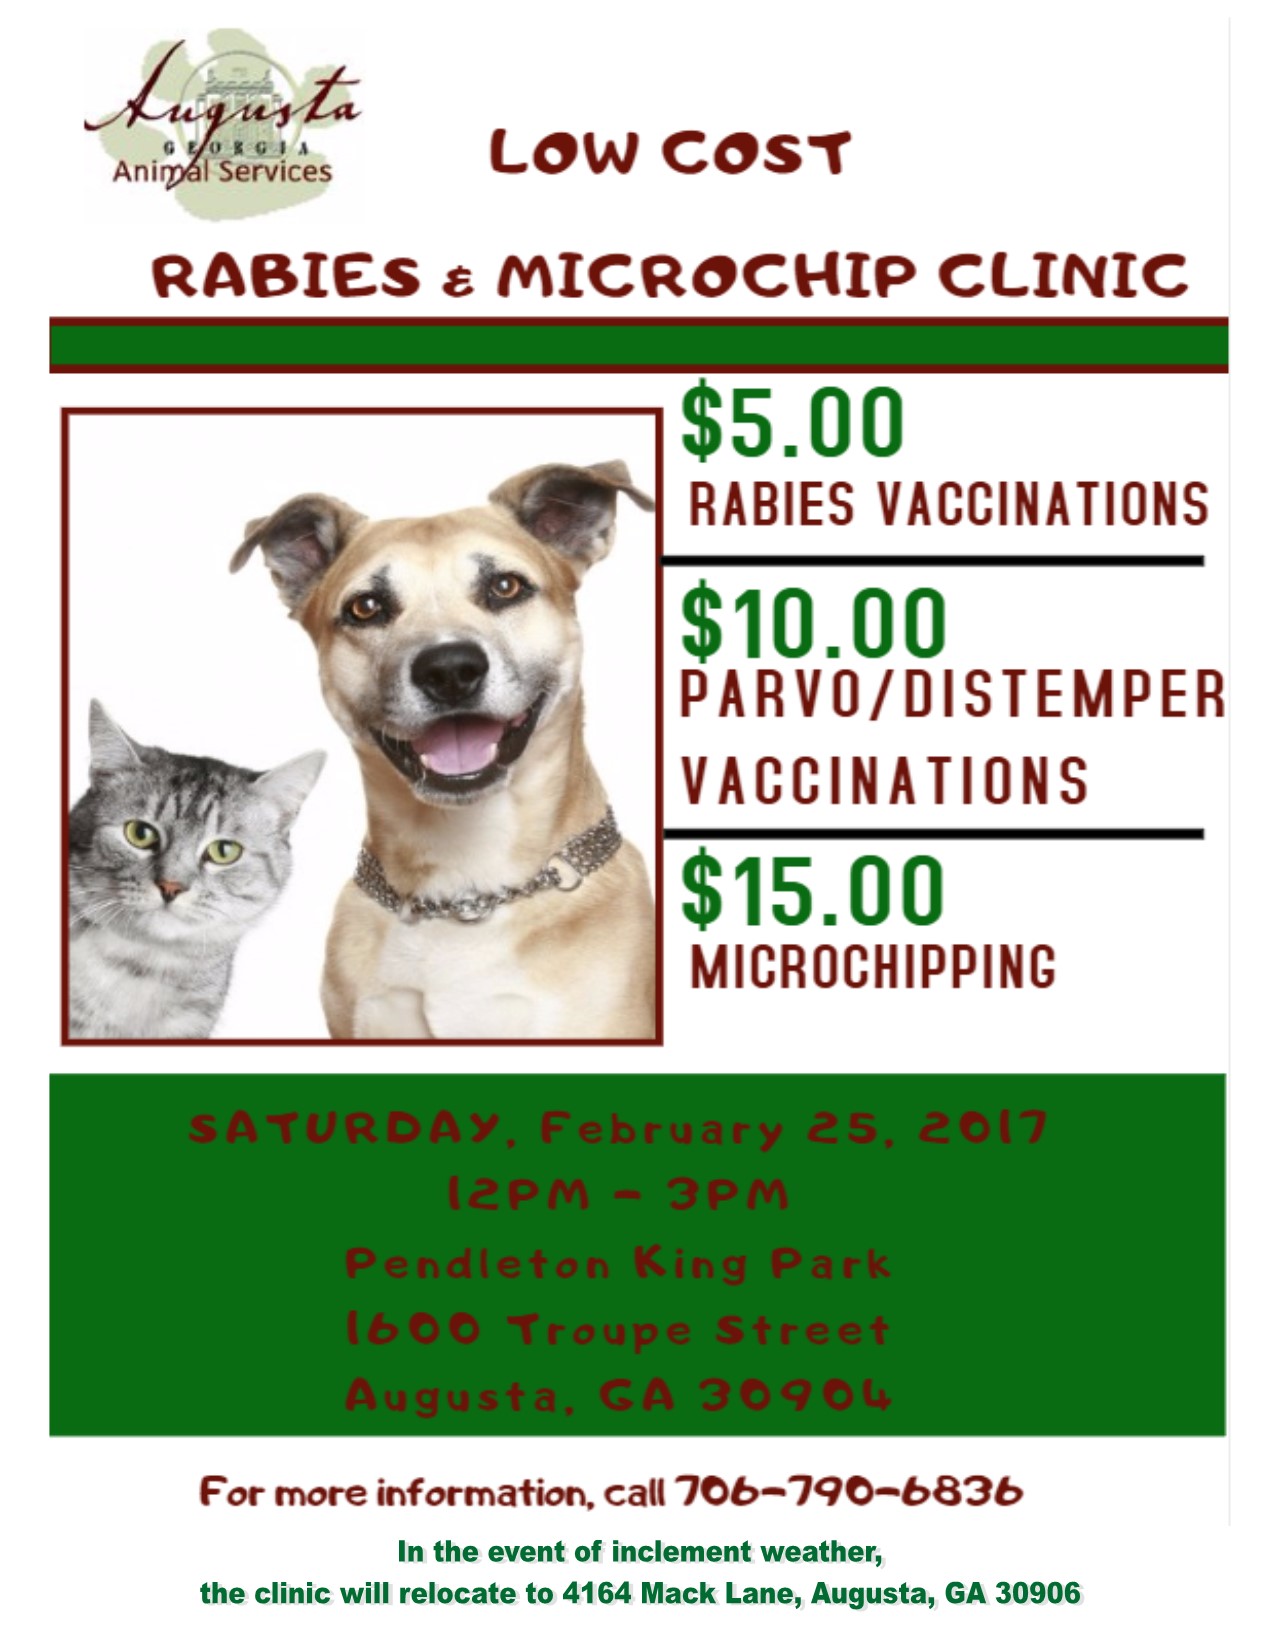 Augusta
GEORGIA
Animal Services
LOW COST
RABIES & MICROCHIP CLINIC
$5.00
RABIES VACCINATIONS
$10.00
PARVO/DISTEMPER
VACCINATIONS
$15.00
MICROCHIPPING
SATURDAY, February 25, 2017
12PM - 3PM
Pendleton King Park
1600 Troupe Street
Augusta, GA 30904
For more information, call 706-790-6836
In the event of inclement weather,
the clinic will relocate to 4164 Mack Lane, Augusta, GA 30906